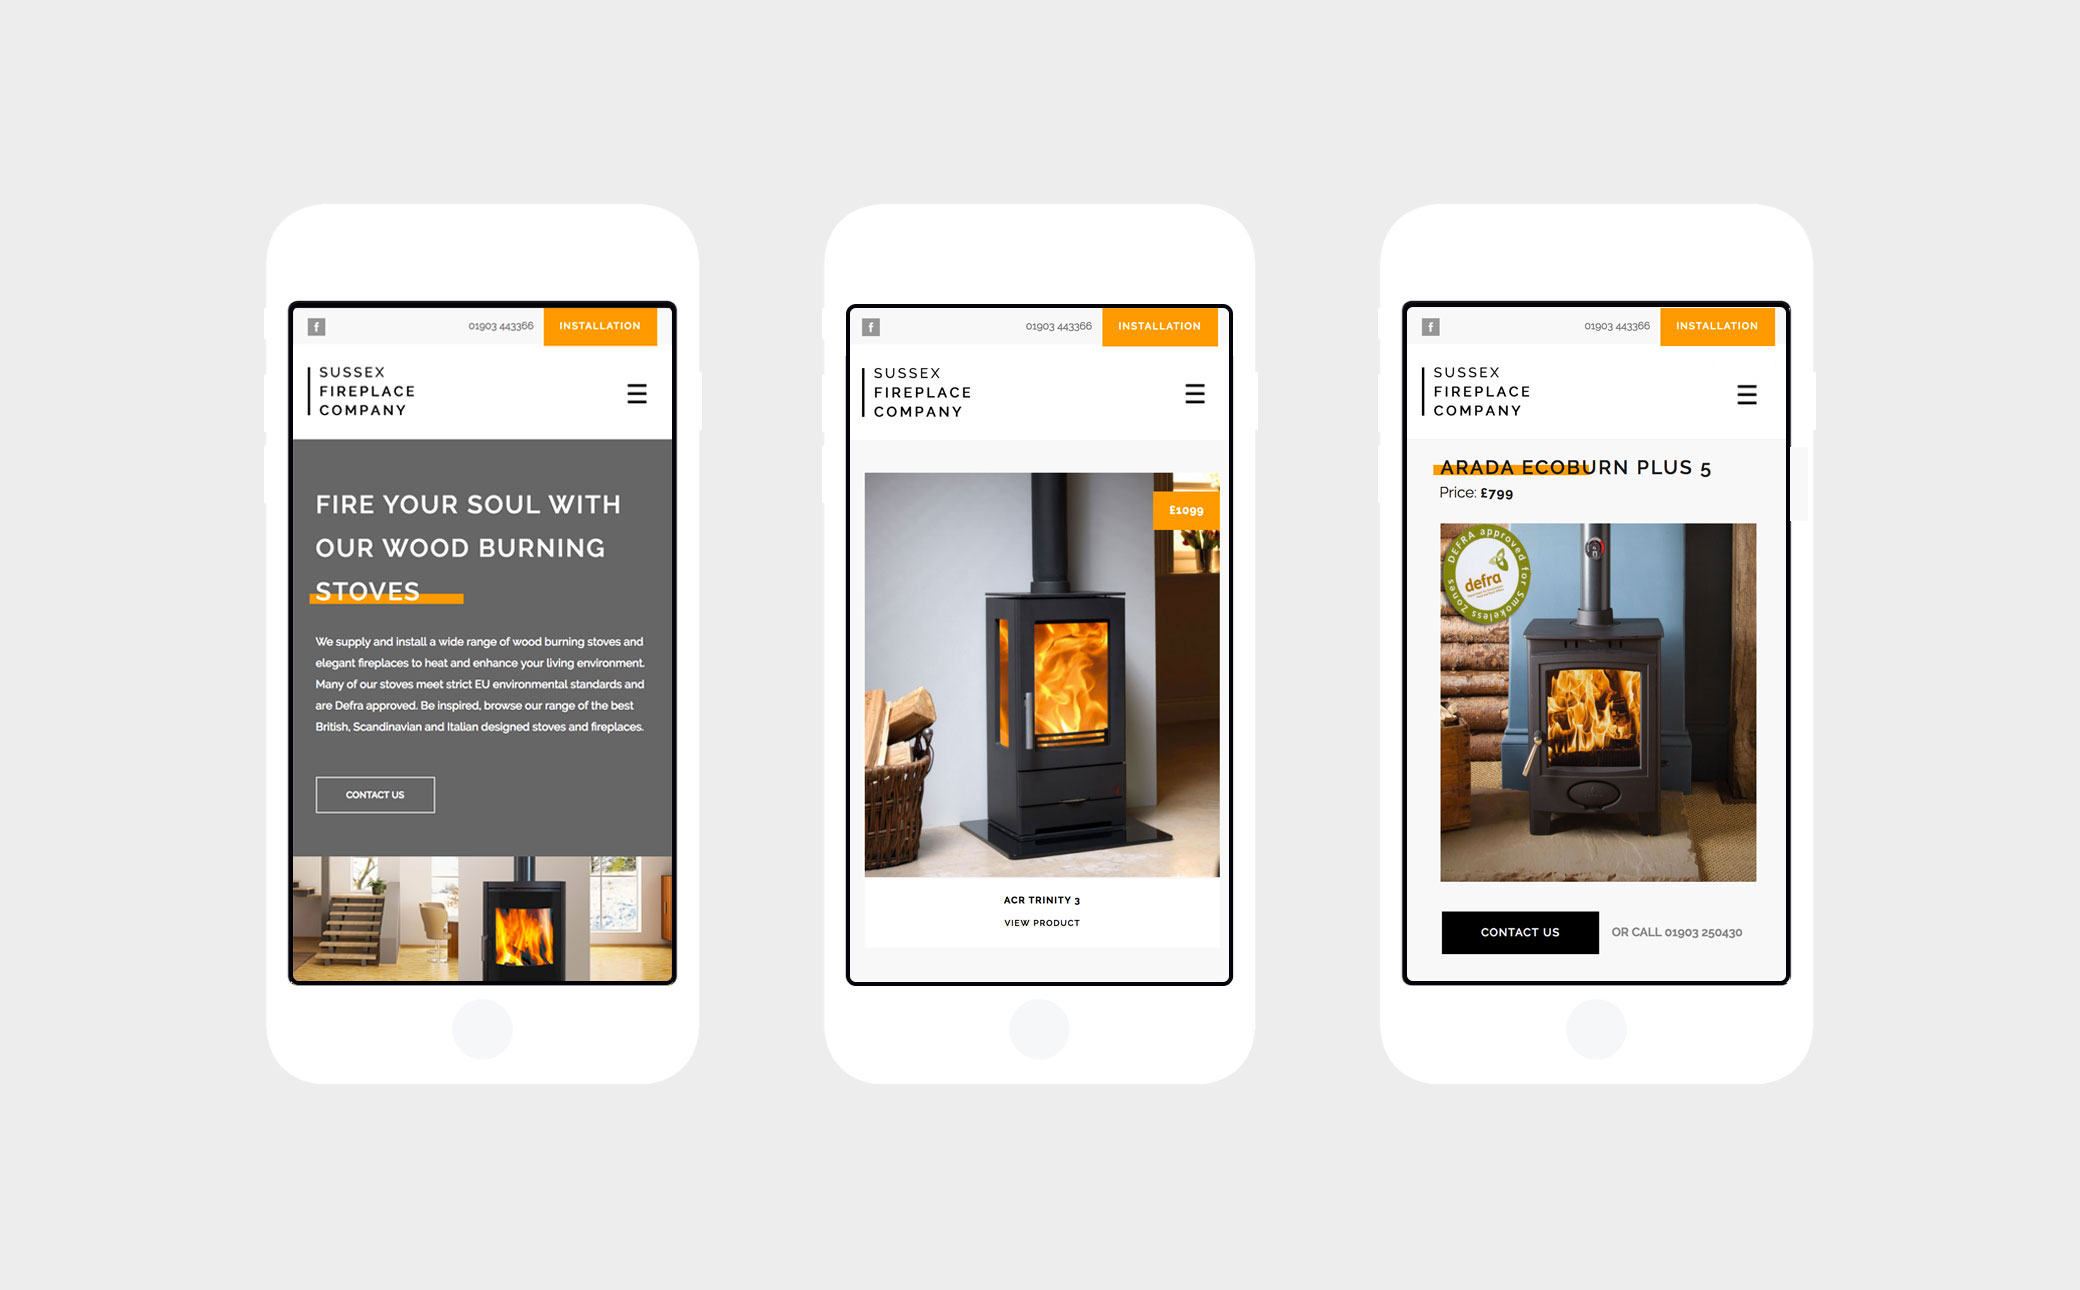 f
01903 443366
INSTALLATION
SUSSEX
FIREPLACE
COMPANY
FIRE YOUR SOUL WITH
OUR WOOD BURNING
STOVES
We supply and install a wide range of wood burning stoves and
elegant fireplaces to heat and enhance your living environment.
Many of our stoves meet strict EU environmental standards and
are Defra approved. Be inspired, browse our range of the best
British, Scandinavian and Italian designed stoves and fireplaces.
CONTACT US
f
01903 443366
INSTALLATION
SUSSEX
FIREPLACE
COMPANY
£1099
ACR TRINITY 3
VIEW PRODUCT
f
01903 443366
INSTALLATION
SUSSEX
FIREPLACE
COMPANY
ARADA ECOBURN PLUS 5
Price: £799
DEFRA approved for Smokeless Zones
defra
CONTACT US
OR CALL 01903 250430